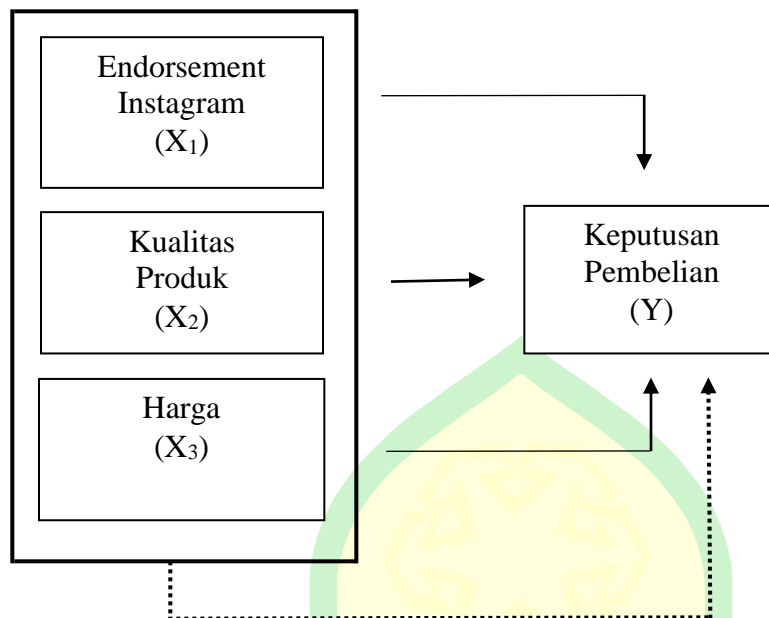 Endorsement
Instagram
(X₁)
Kualitas
Produk
(X₂)
Harga
(X₃)
Keputusan
Pembelian
(Y)